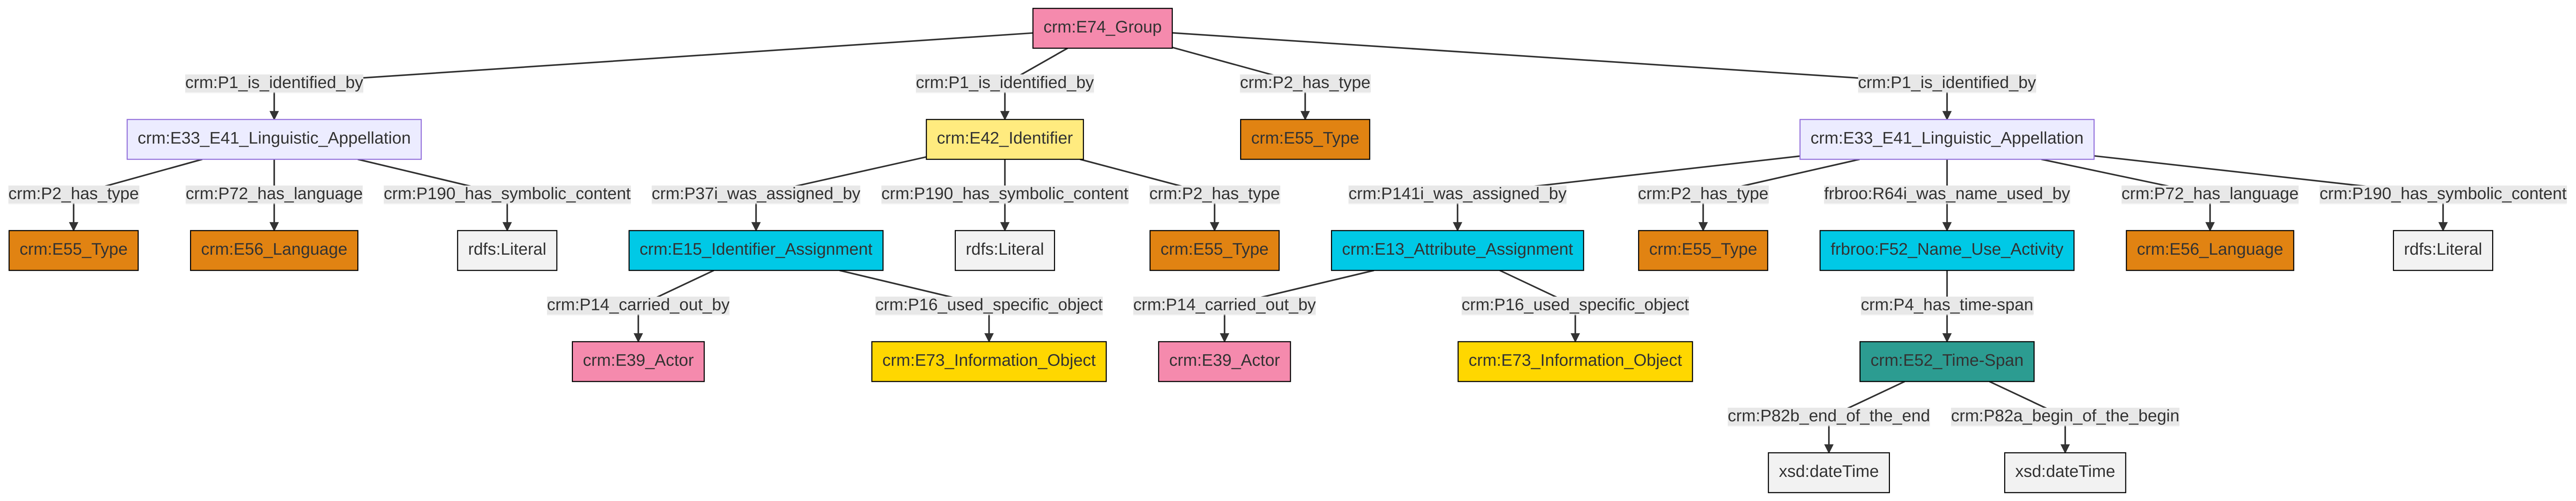 crm:E74_Group
crm:P1_is_identified_by
crm:P1_is_identified_by
crm:P2_has_type
crm:P1_is_identified_by
crm:E33_E41_Linguistic_Appellation
crm:E42_Identifier
crm:E55_Type
crm:E33_E41_Linguistic_Appellation
crm:P2_has_type
crm:P72_has_language
crm:P190_has_symbolic_content
crm:P37i_was_assigned_by
crm:P190_has_symbolic_content
crm:P2_has_type
crm:P141i_was_assigned_by
crm:P2_has_type
frbroo:R64i_was_name_used_by
crm:P72_has_language
crm:P190_has_symbolic_content
crm:E55_Type
crm:E56_Language
rdfs:Literal
crm:E15_Identifier_Assignment
rdfs:Literal
crm:E55_Type
crm:E13_Attribute_Assignment
crm:E55_Type
frbroo:F52_Name_Use_Activity
crm:E56_Language
rdfs:Literal
crm:P14_carried_out_by
crm:P16_used_specific_object
crm:P14_carried_out_by
crm:P16_used_specific_object
crm:P4_has_time-span
crm:E39_Actor
crm:E73_Information_Object
crm:E39_Actor
crm:E73_Information_Object
crm:E52_Time-Span
crm:P82b_end_of_the_end
crm:P82a_begin_of_the_begin
xsd:dateTime
xsd:dateTime